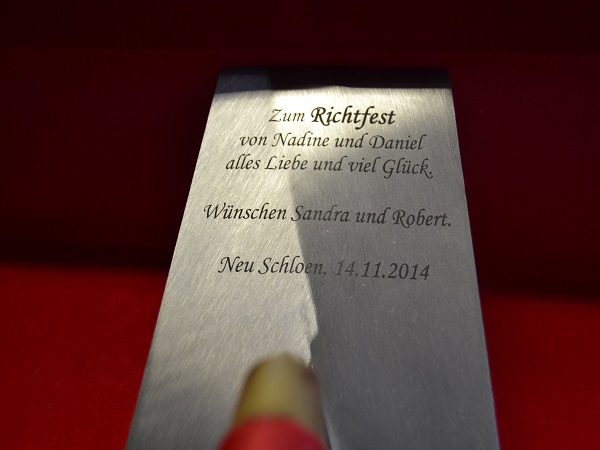 Zum Richtfest
von Nadine und Daniel
alles Liebe und viel Glück.
Wünschen Sandra und Robert.
Neu Schloen, 14.11.2014